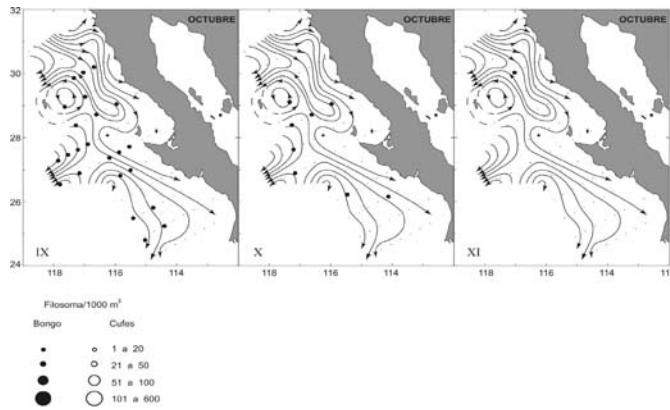 OCTUBRE OCTUBRE OCTUBRE
32
30
28
26
24
IX X XI
118 116 114 118 116 114 118 116 114 11
Filosoma/1000 m³
Bongo Cufes
1 a 20
21 a 50
51 a 100
101 a 600